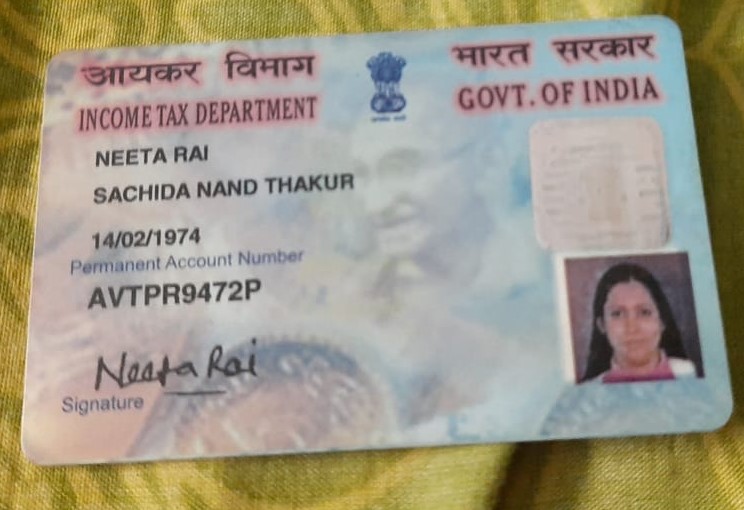 आयकर विभाग
भारत सरकार
INCOME TAX DEPARTMENT
GOVT. OF INDIA
NEETA RAI
SACHIDA NAND THAKUR
14/02/1974
Permanent Account Number
AVTPR9472P
Neeta Rai
Signature